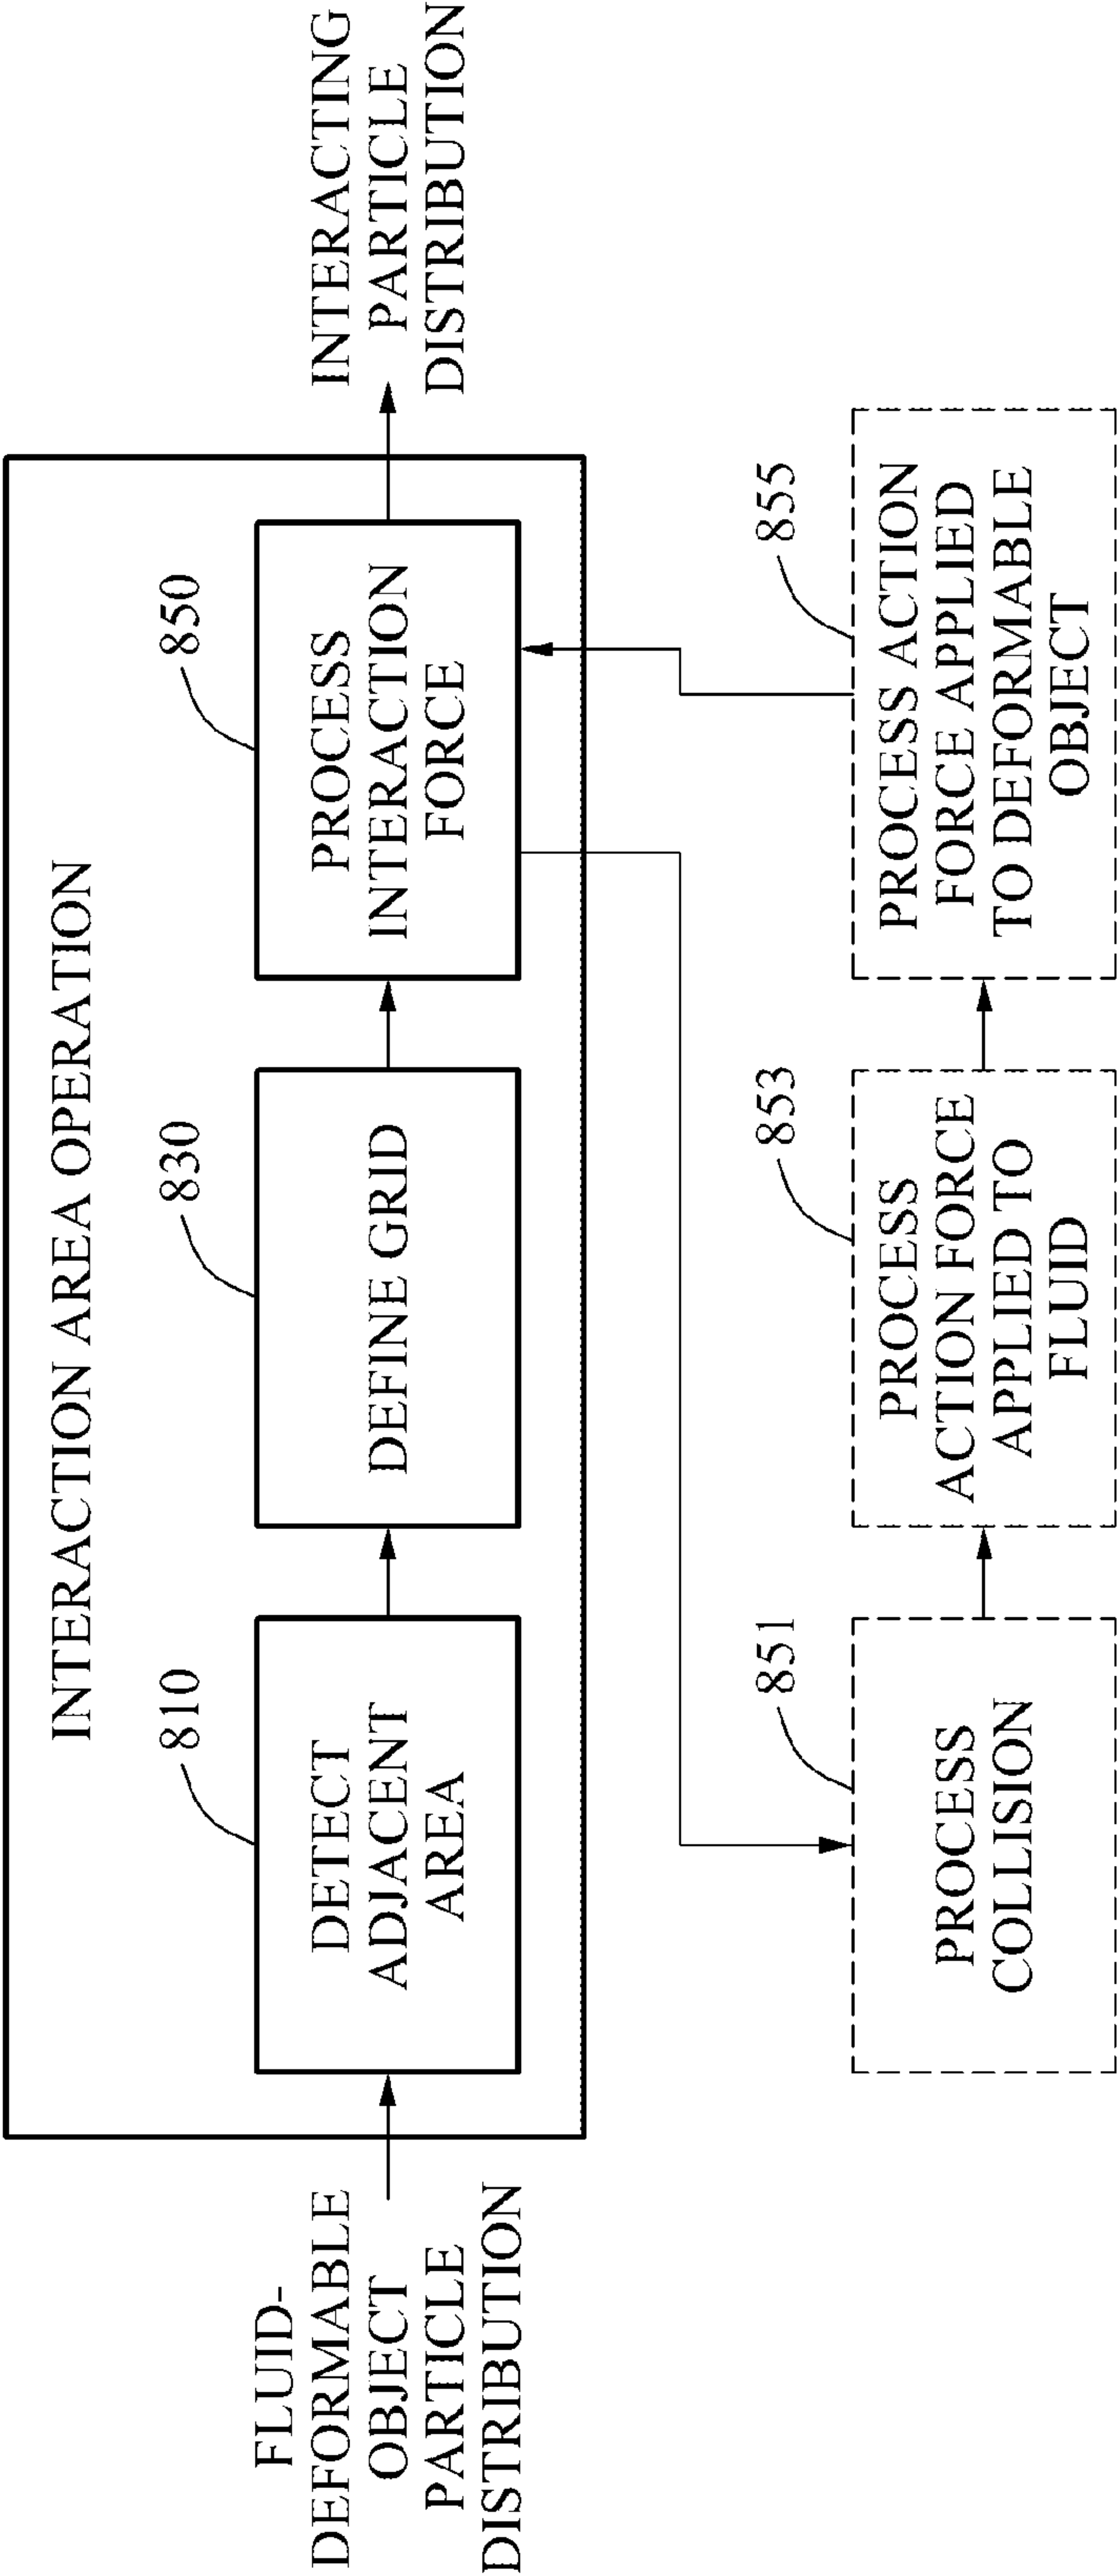 INTERACTION AREA OPERATION
FLUID-
DEFORMABLE
OBJECT
PARTICLE
DISTRIBUTION
810
DETECT
ADJACENT
AREA
830
DEFINE GRID
850
PROCESS
INTERACTION
FORCE
INTERACTING
PARTICLE
DISTRIBUTION
851
PROCESS
COLLISION
853
PROCESS
ACTION FORCE
APPLIED TO
FLUID
855
PROCESS ACTION
FORCE APPLIED
TO DEFORMABLE
OBJECT